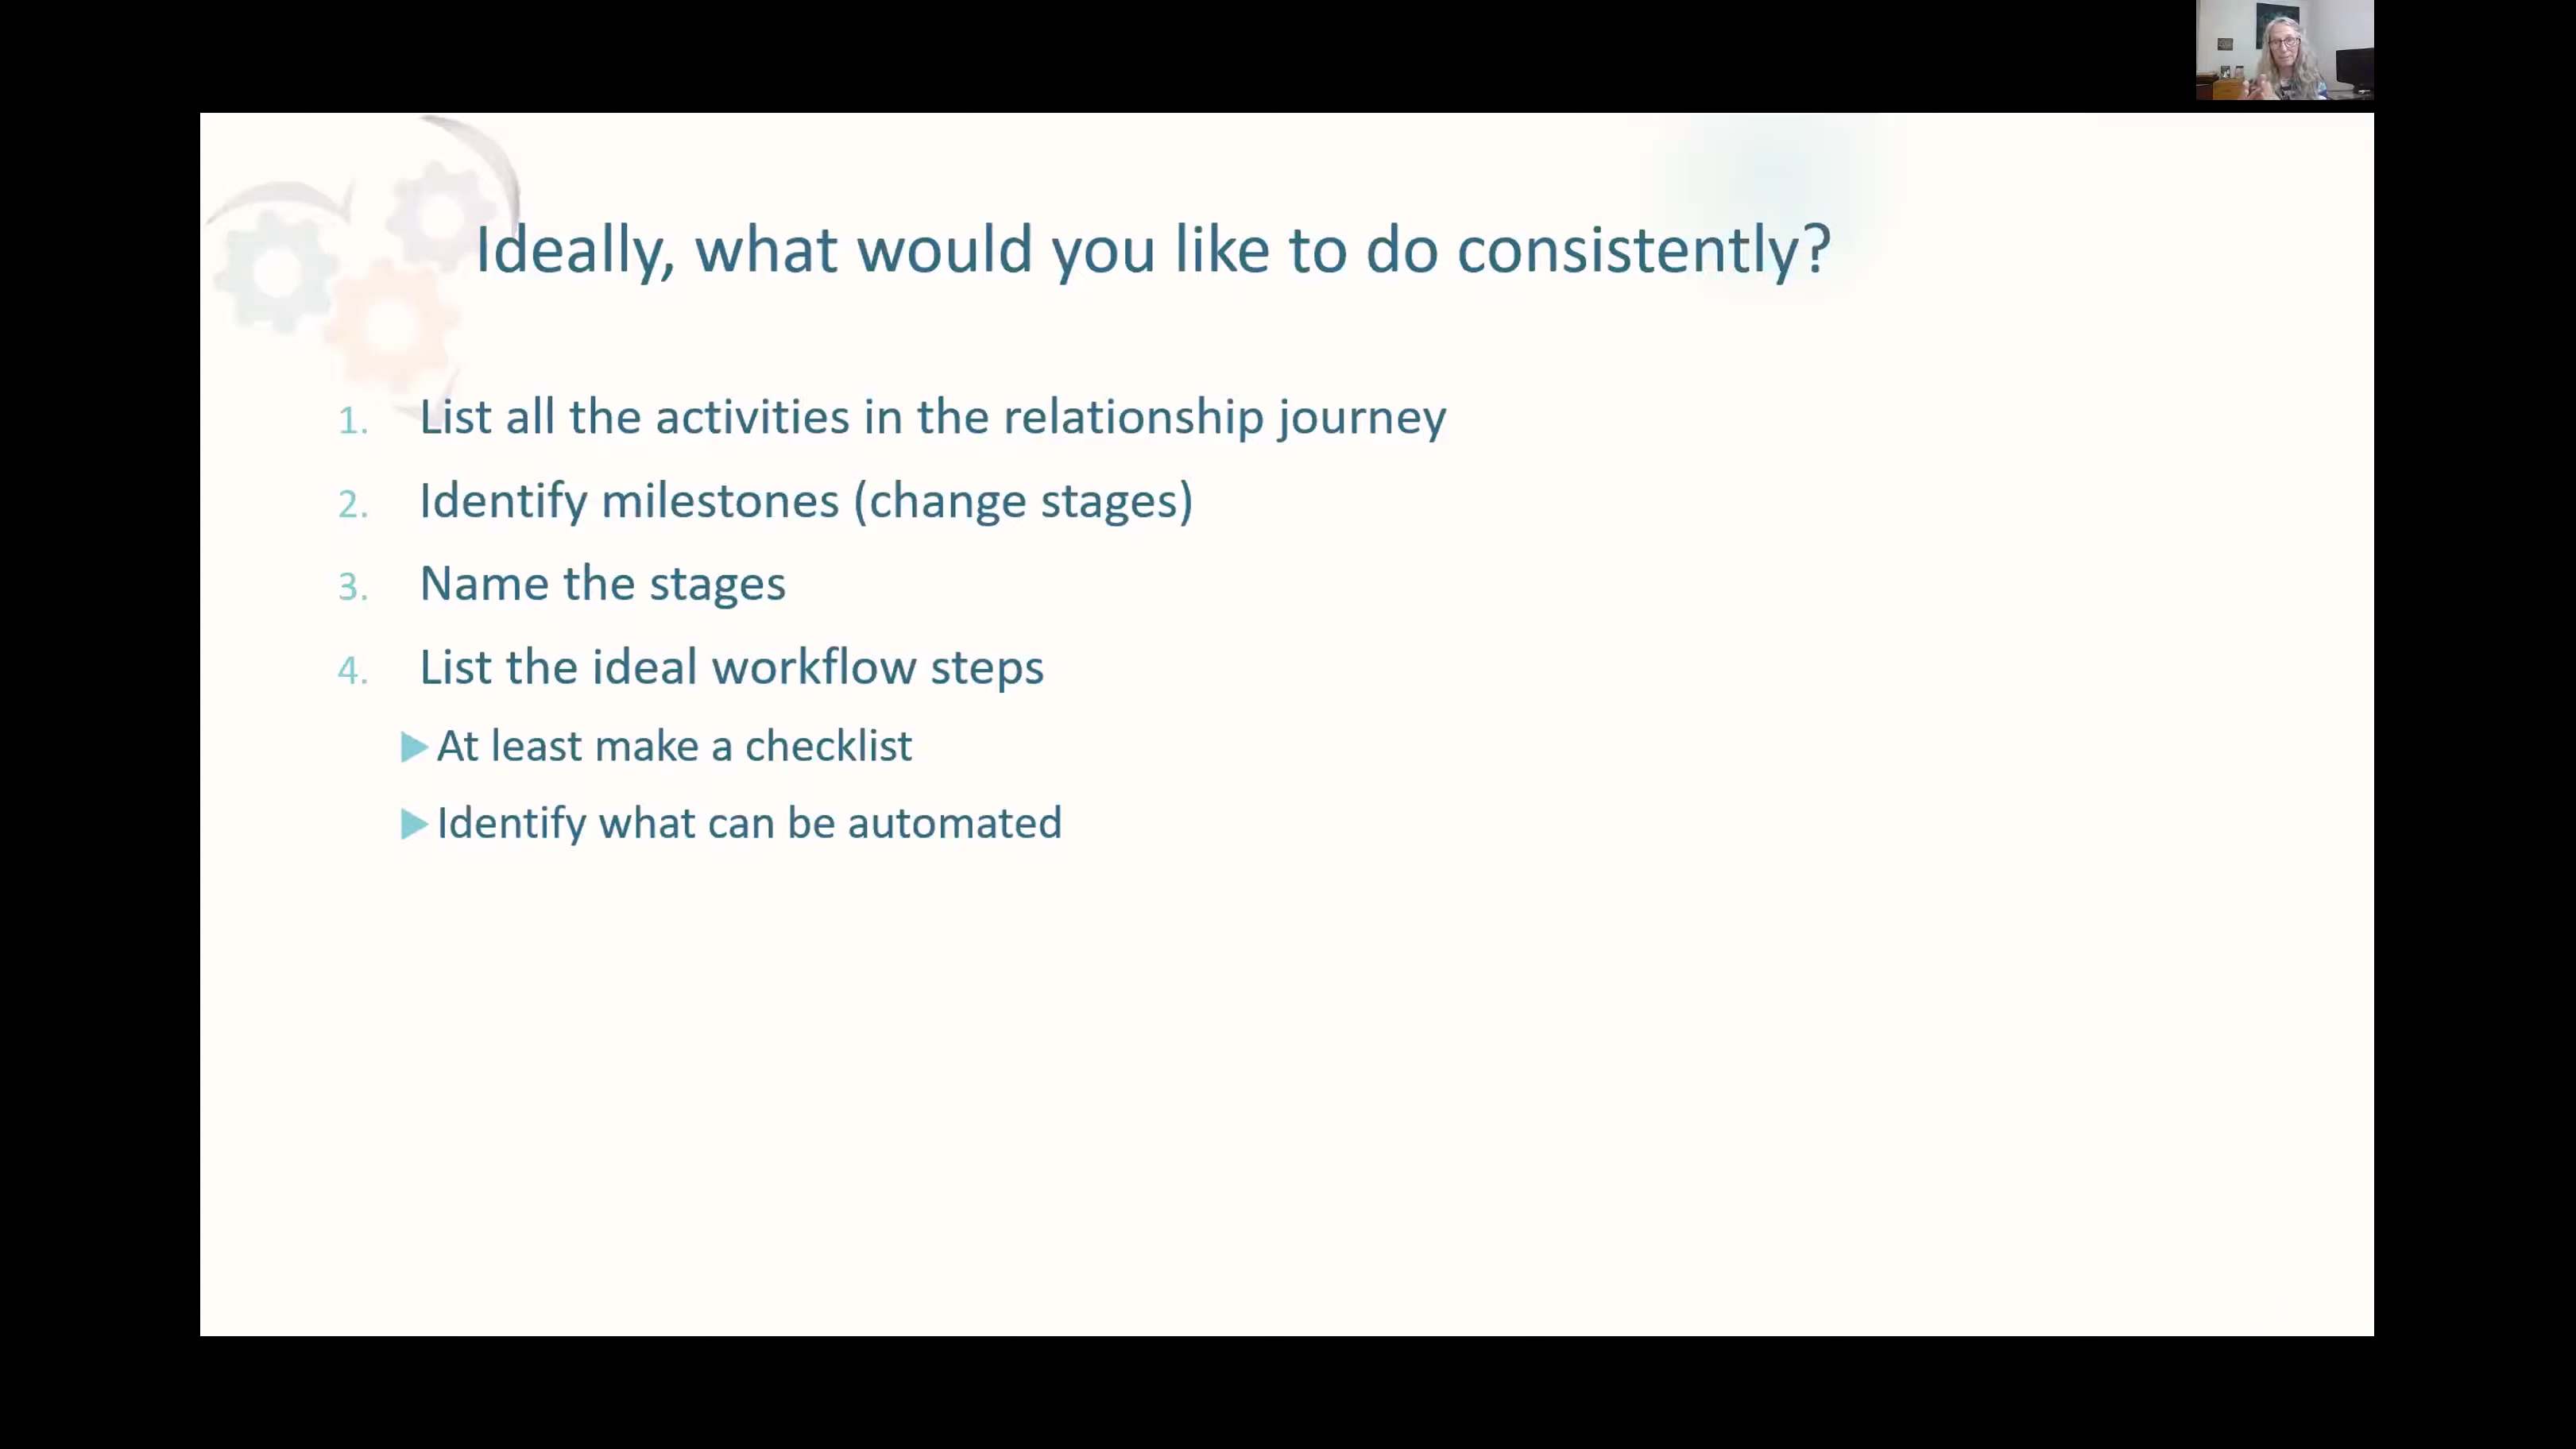 Ideally, what would you like to do consistently?
1. List all the activities in the relationship journey
2. Identify milestones (change stages)
3. Name the stages
4. List the ideal workflow steps
At least make a checklist
Identify what can be automated